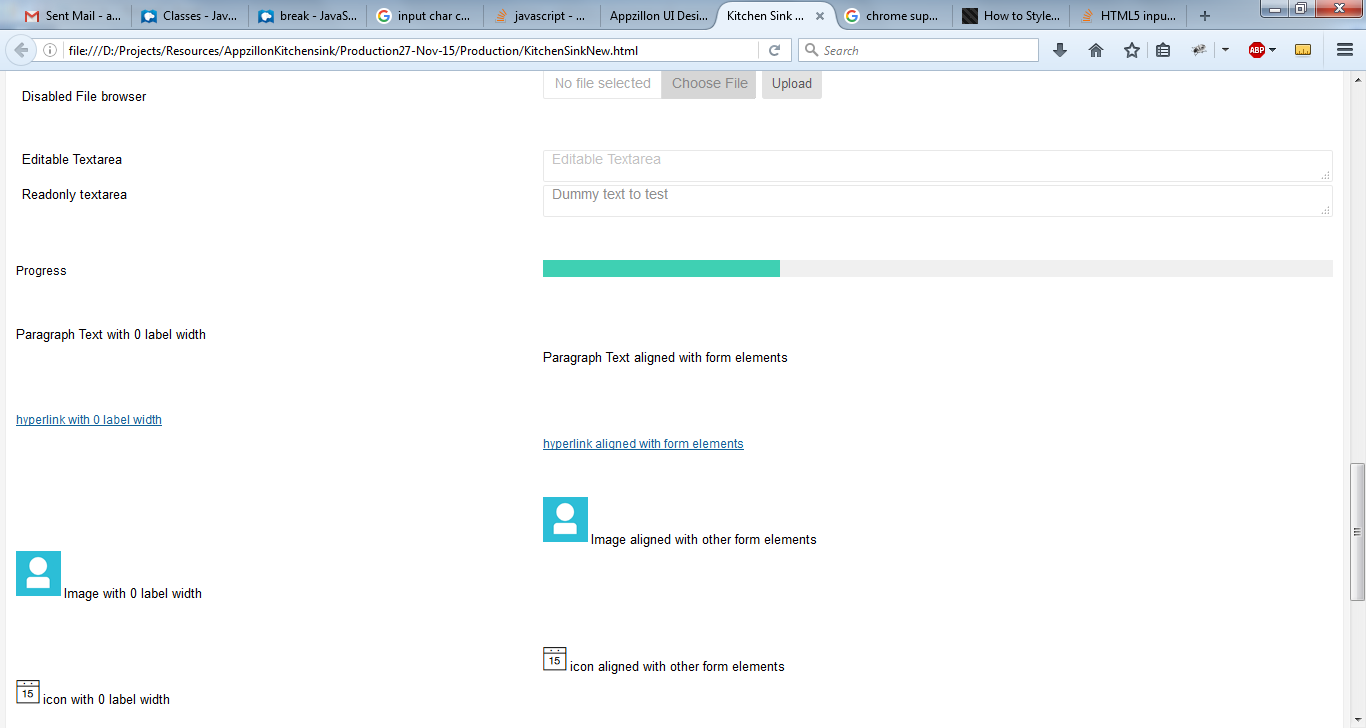 Sent Mail - a...
Classes - Jav...
break - JavaS...
input char c...
javascript - ...
Appzillon UI Desi...
Kitchen Sink ...
chrome sup...
How to Style...
HTML5 inpu...
file:///D:/Projects/Resources/AppzillonKitchensink/Production27-Nov-15/Production/KitchenSinkNew.html
Search
ABP
Disabled File browser
No file selected Choose File Upload
Editable Textarea
Editable Textarea
Readonly textarea
Dummy text to test
Progress
Paragraph Text with 0 label width
Paragraph Text aligned with form elements
hyperlink with 0 label width
hyperlink aligned with form elements
Image aligned with other form elements
Image with 0 label width
15 icon aligned with other form elements
15 icon with 0 label width